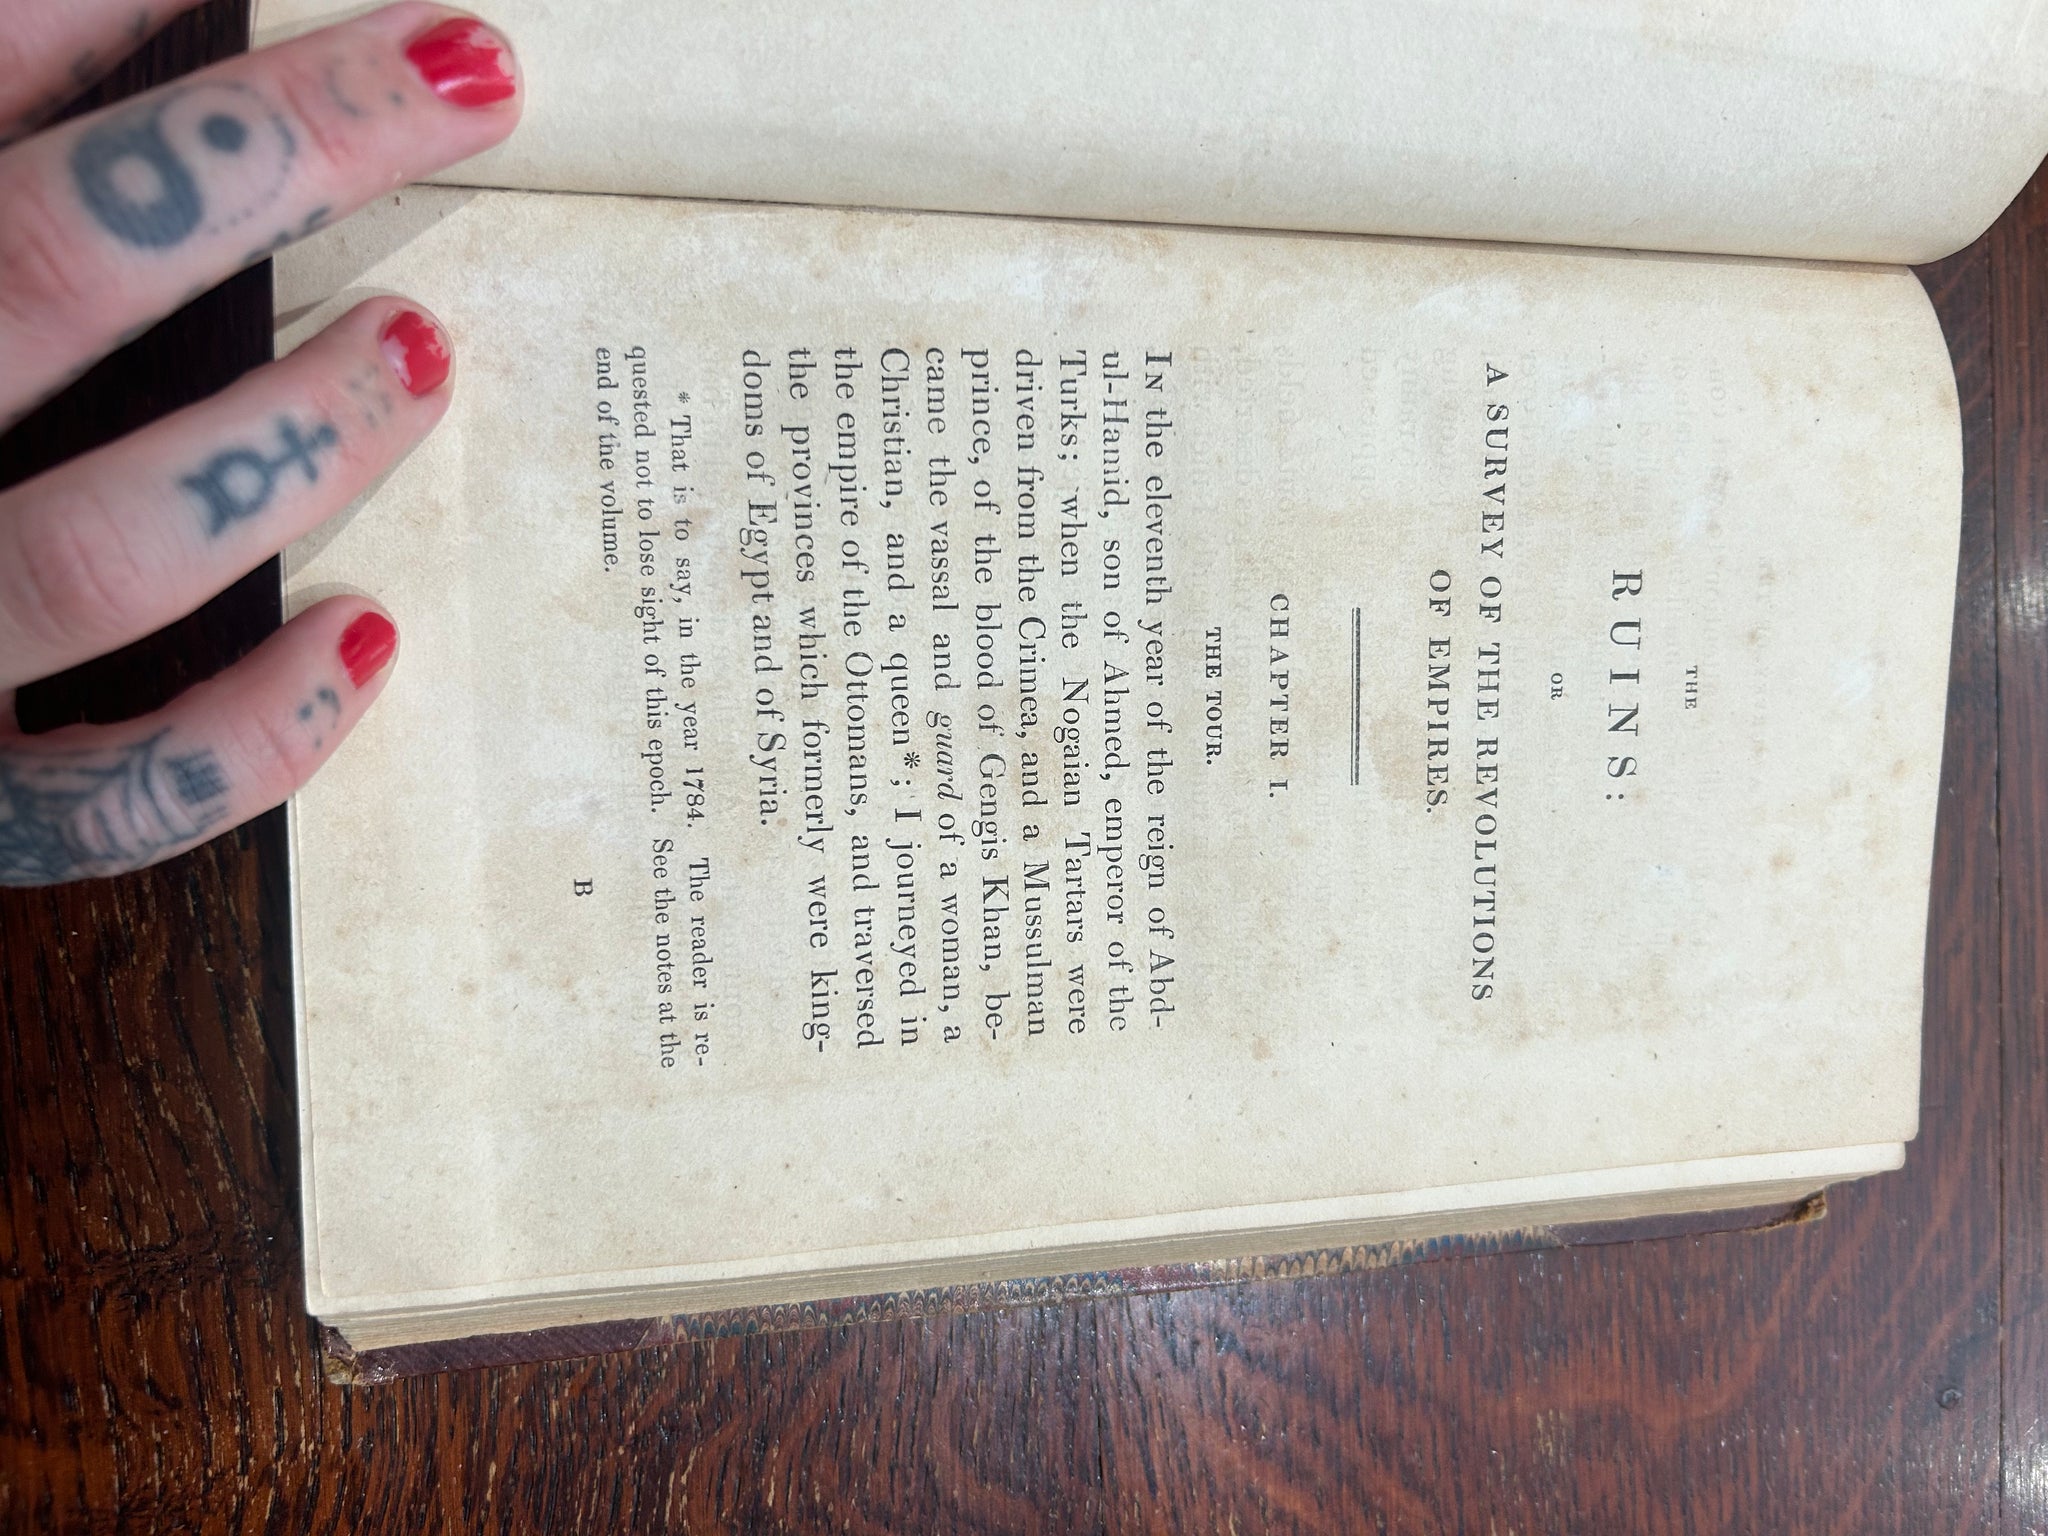 THE
RUINS:
OR
A SURVEY OF THE REVOLUTIONS
OF EMPIRES.
CHAPTER I.
THE TOUR.
IN the eleventh year of the reign of Abd-
ul-Hamid, son of Ahmed, emperor of the
Turks; when the Nogaian Tartars were
driven from the Crimea, and a Mussulman
prince, of the blood of Gengis Khan, be-
came the vassal and guard of a woman, a
Christian, and a queen*; I journeyed in
the empire of the Ottomans, and traversed
the provinces which formerly were king-
doms of Egypt and of Syria.
* That is to say, in the year 1784. The reader is re-
quested not to lose sight of this epoch. See the notes at the
end of the volume.
B